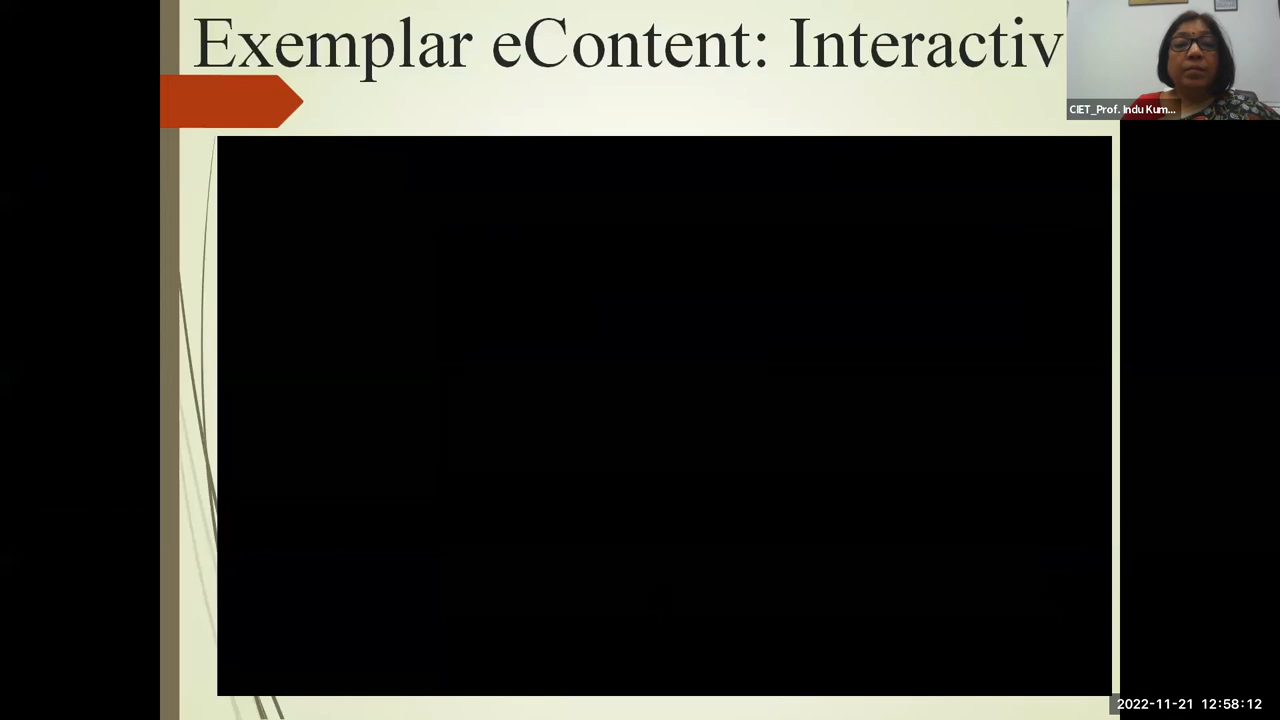 Exemplar eContent: Interactiv
CIET_Prof. Indu Kum...
2022-11-21 12:58:12